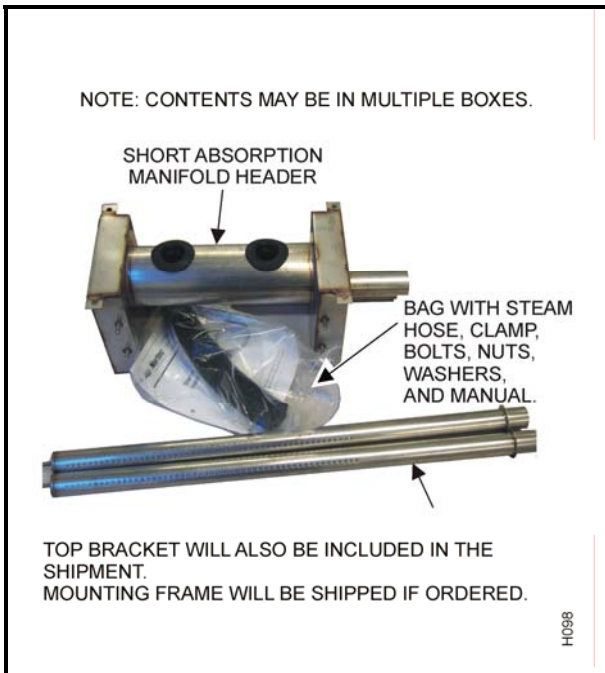 NOTE: CONTENTS MAY BE IN MULTIPLE BOXES.
SHORT ABSORPTION
MANIFOLD HEADER
BAG WITH STEAM
HOSE, CLAMP,
BOLTS, NUTS,
WASHERS,
AND MANUAL.
TOP BRACKET WILL ALSO BE INCLUDED IN THE
SHIPMENT.
MOUNTING FRAME WILL BE SHIPPED IF ORDERED.
H098